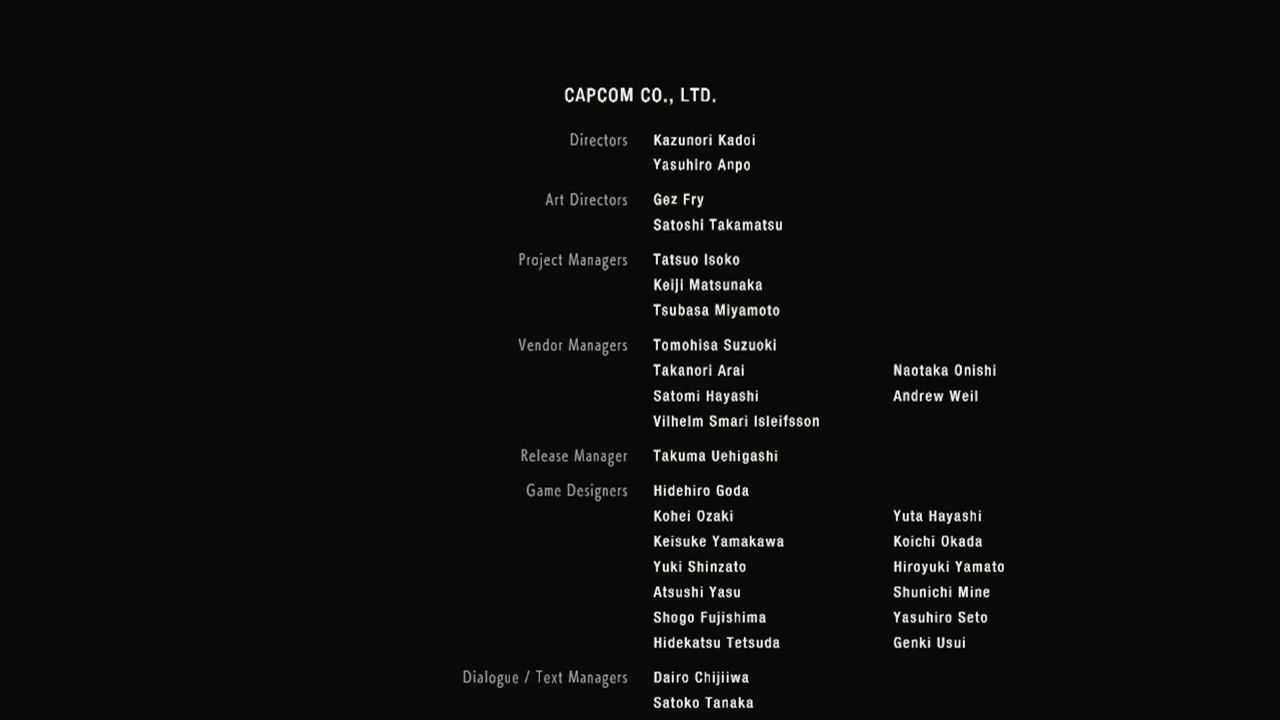 CAPCOM CO., LTD.
Directors Kazunori Kadoi
Yasuhiro Anpo
Art Directors Gez Fry
Satoshi Takamatsu
Project Managers Tatsuo Isoko
Keiji Matsunaka
Tsubasa Miyamoto
Vendor Managers Tomohisa Suzuoki
Takanori Arai Naotaka Onishi
Satomi Hayashi Andrew Weil
Vilhelm Smari Isleifsson
Release Manager Takuma Uehigashi
Game Designers Hidehiro Goda
Kohei Ozaki Yuta Hayashi
Keisuke Yamakawa Koichi Okada
Yuki Shinzato Hiroyuki Yamato
Atsushi Yasu Shunichi Mine
Shogo Fujishima Yasuhiro Seto
Hidekatsu Tetsuda Genki Usui
Dialogue / Text Managers Dairo Chijiiwa
Satoko Tanaka